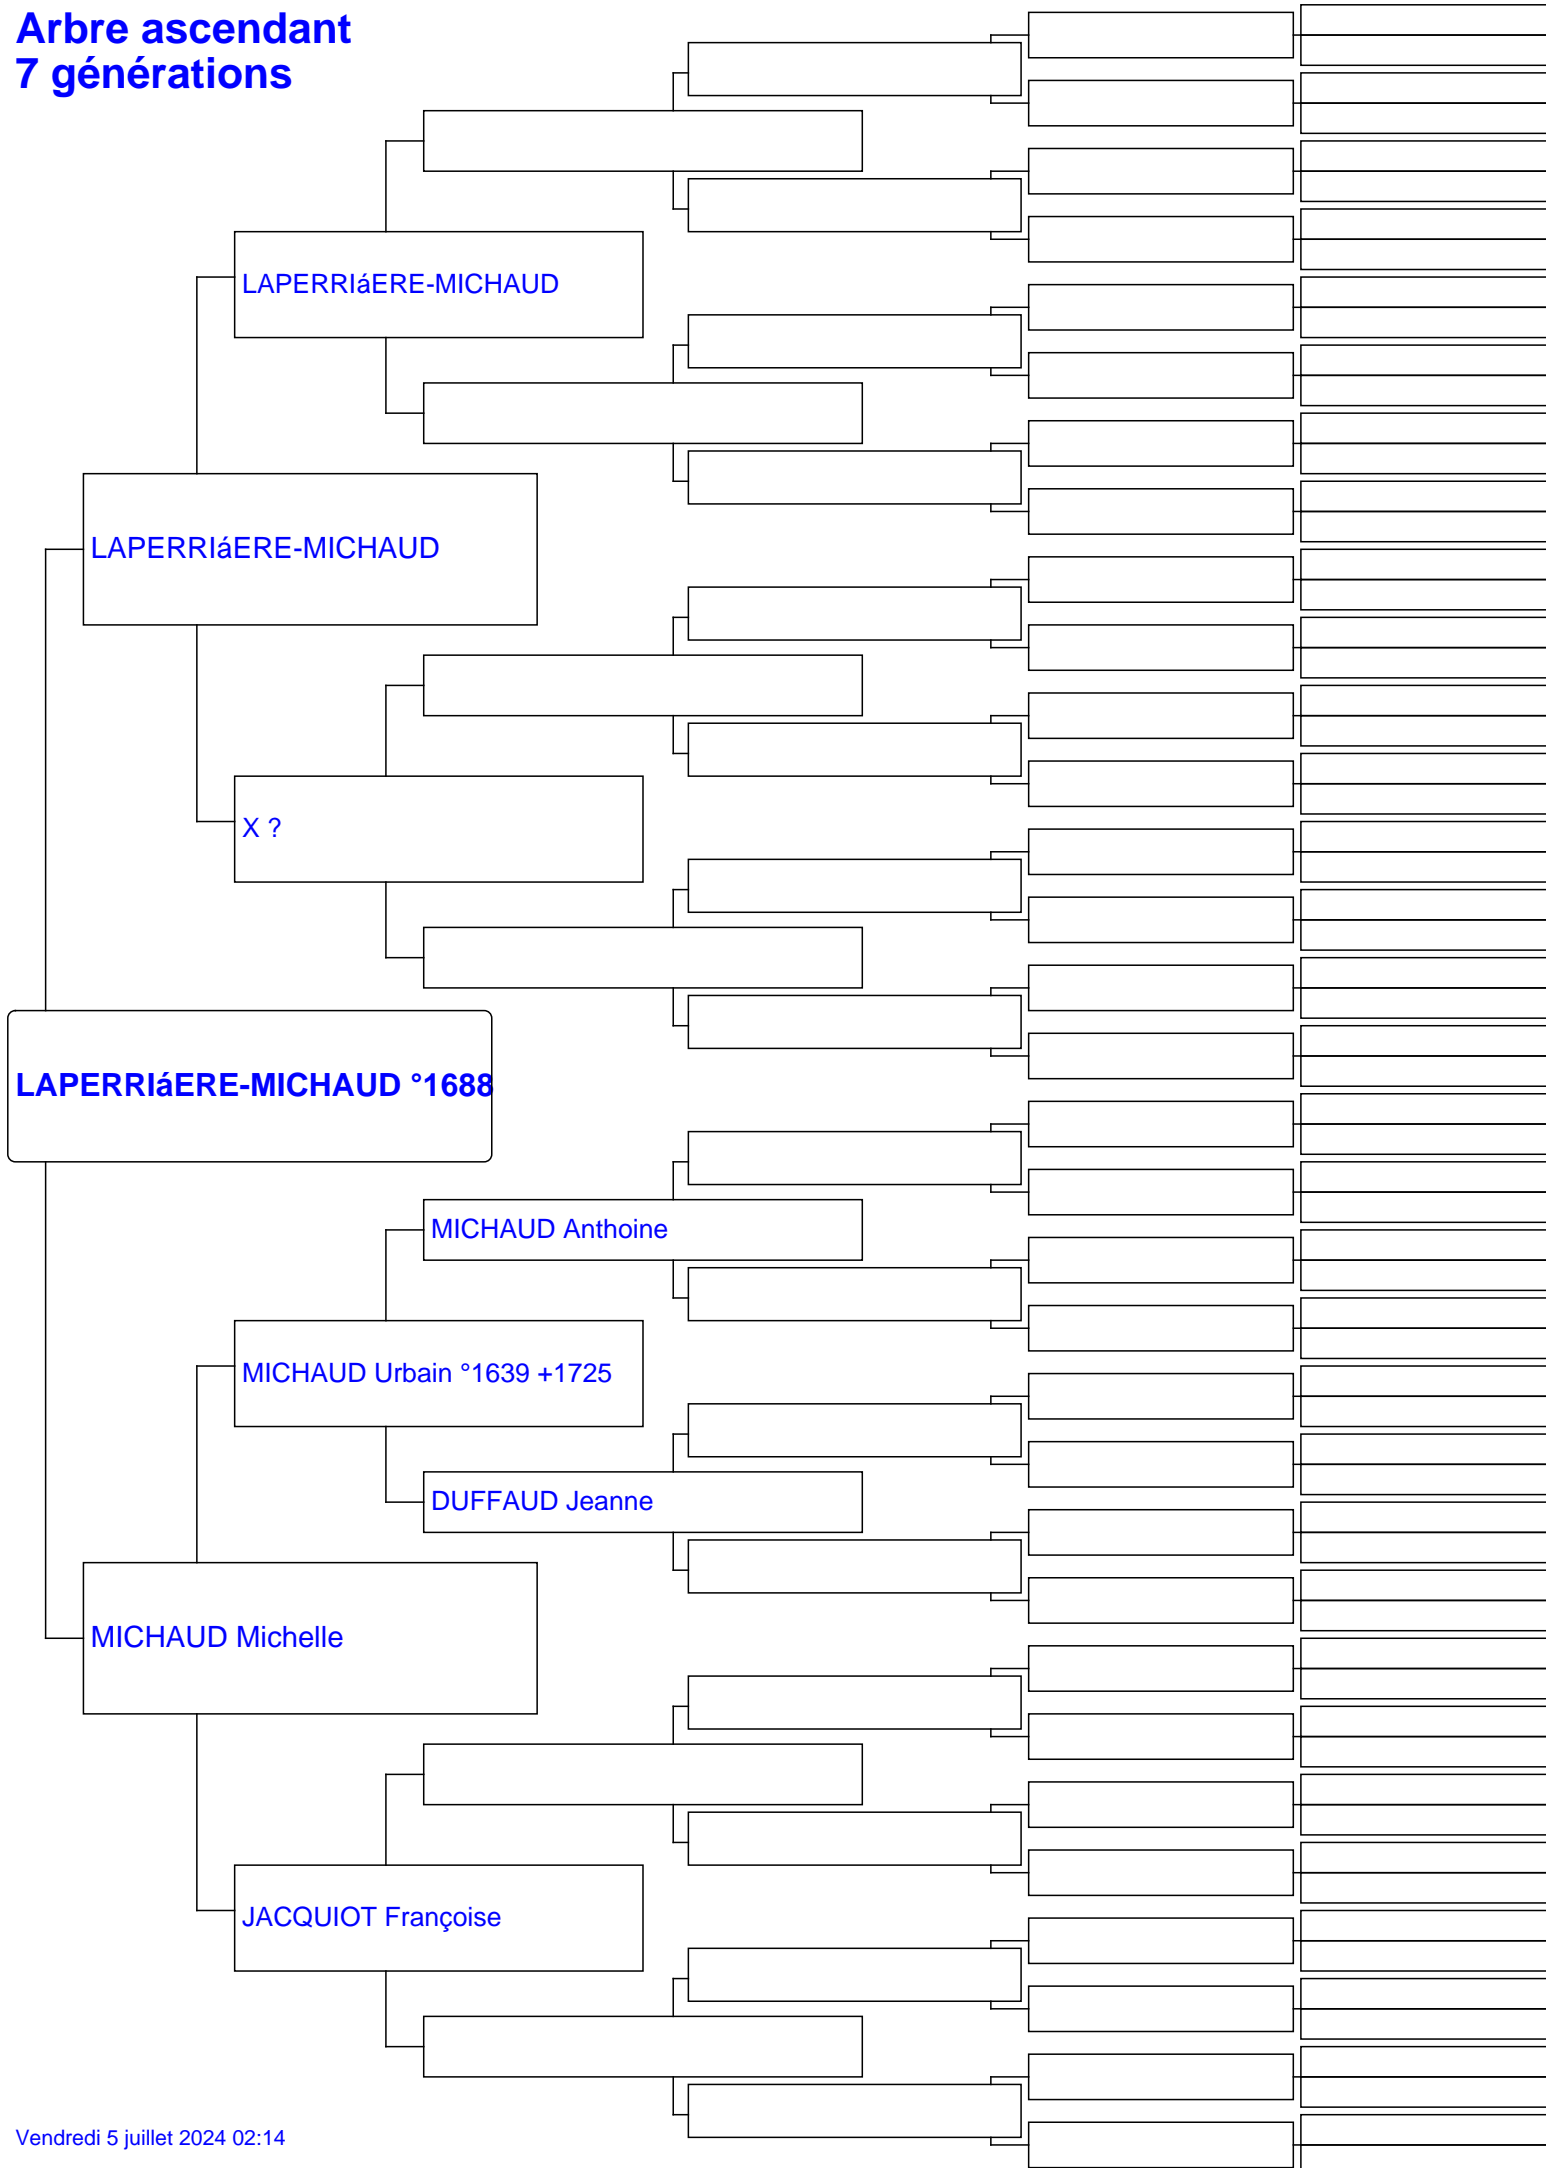 Arbre ascendant
7 générations
LAPERRIáERE-MICHAUD
LAPERRIáERE-MICHAUD
X ?
LAPERRIáERE-MICHAUD °1688
MICHAUD Anthoine
MICHAUD Urbain °1639 +1725
DUFFAUD Jeanne
MICHAUD Michelle
JACQUIOT Françoise
Vendredi 5 juillet 2024 02:14